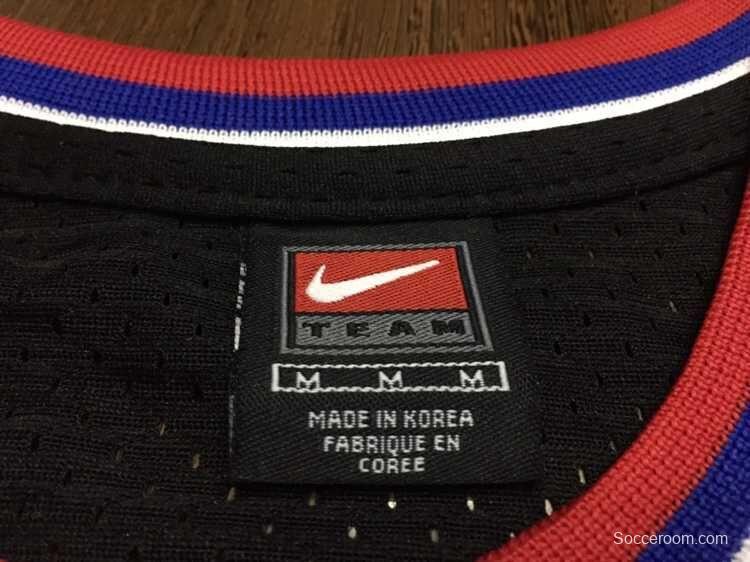 TEAM
M M M
MADE IN KOREA
FABRIQUE EN
COREE
Socceroom.com